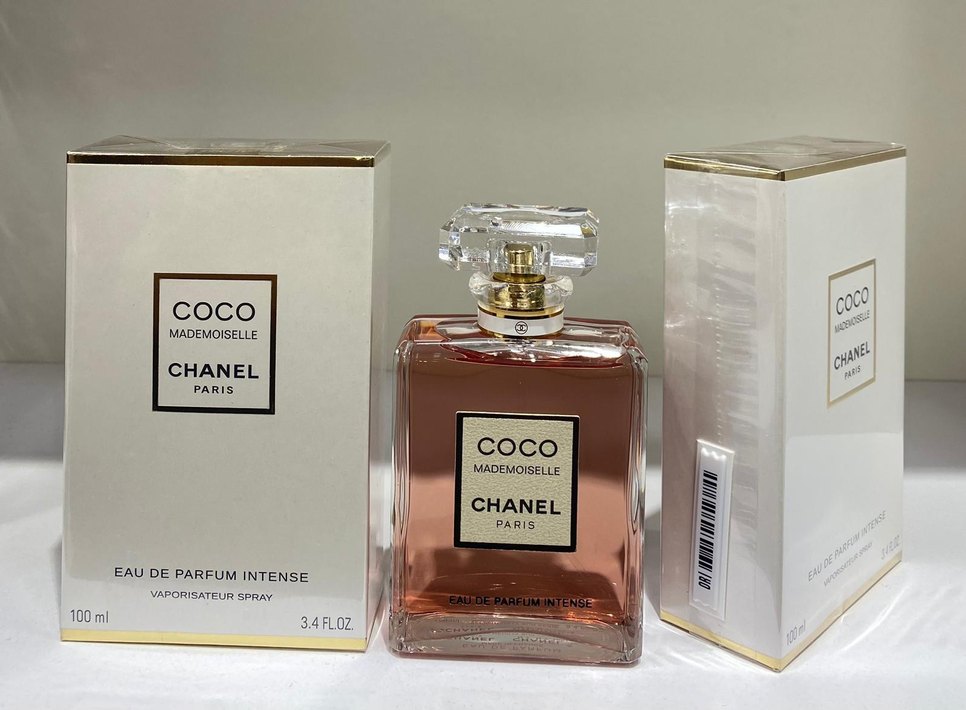 COCO
MADEMOISELLE
CHANEL
PARIS
EAU DE PARFUM INTENSE
VAPORISATEUR SPRAY
100 ml
3.4 FL.OZ.
COCO
MADEMOISELLE
CHANEL
PARIS
EAU DE PARFUM INTENSE
COCO
MADEMOISELLE
CHANEL
PARIS
EAU DE PARFUM INTENSE
VAPORISATEUR SPRAY
100 ml
3.4 FL.OZ.